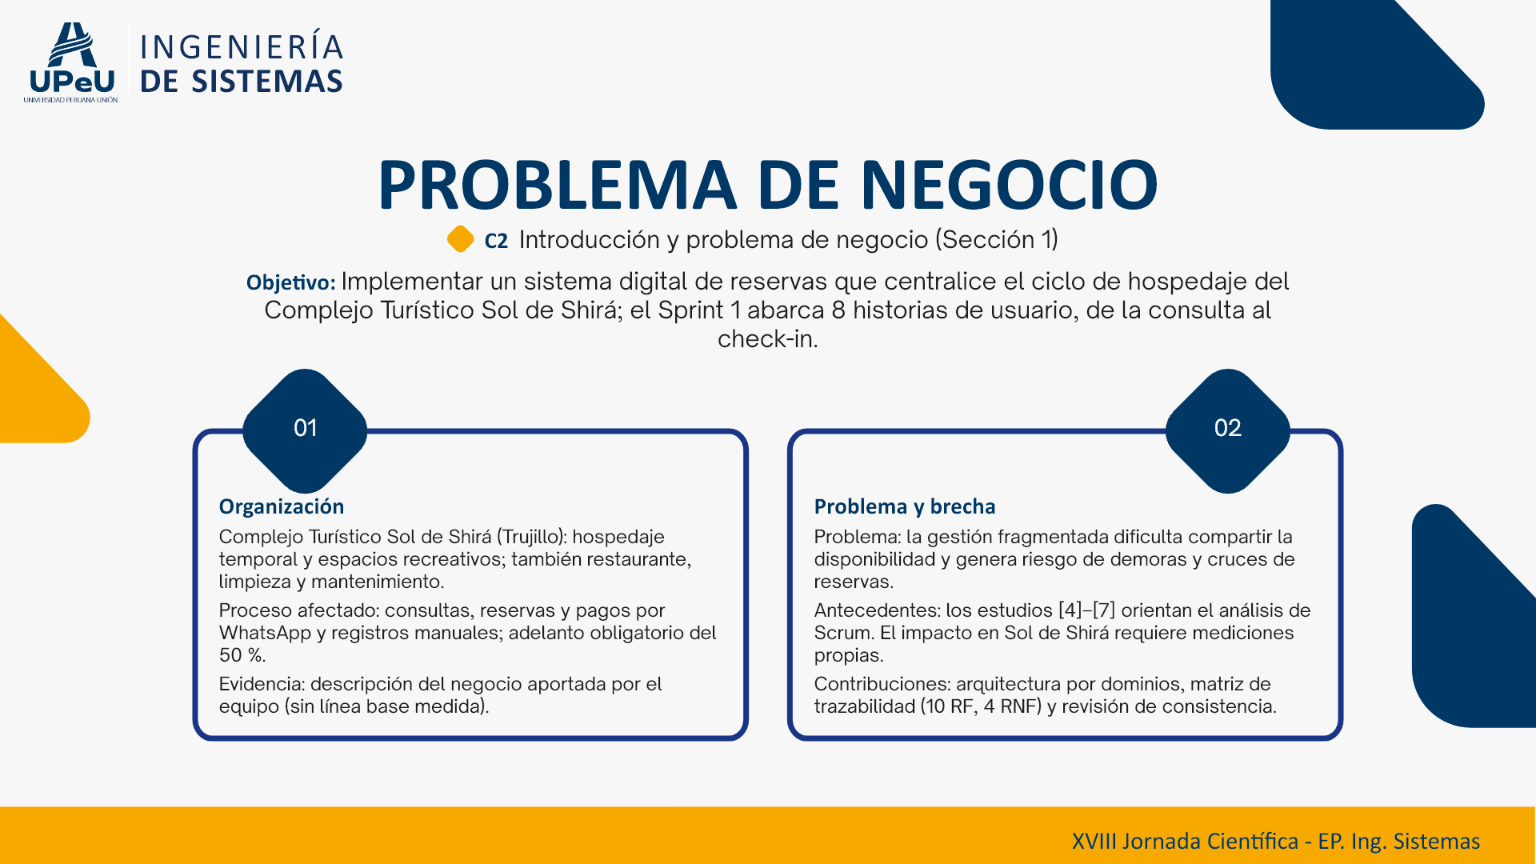 UPeU
UNIVERSIDAD PERUANA UNIÓN
INGENIERÍA
DE SISTEMAS
PROBLEMA DE NEGOCIO
C2 Introducción y problema de negocio (Sección 1)
Objetivo: Implementar un sistema digital de reservas que centralice el ciclo de hospedaje del
Complejo Turístico Sol de Shirá; el Sprint 1 abarca 8 historias de usuario, de la consulta al
check-in.
01
Organización
Complejo Turístico Sol de Shirá (Trujillo): hospedaje
temporal y espacios recreativos; también restaurante,
limpieza y mantenimiento.
Proceso afectado: consultas, reservas y pagos por
WhatsApp y registros manuales; adelanto obligatorio del
50 %.
Evidencia: descripción del negocio aportada por el
equipo (sin línea base medida).
02
Problema y brecha
Problema: la gestión fragmentada dificulta compartir la
disponibilidad y genera riesgo de demoras y cruces de
reservas.
Antecedentes: los estudios [4]–[7] orientan el análisis de
Scrum. El impacto en Sol de Shirá requiere mediciones
propias.
Contribuciones: arquitectura por dominios, matriz de
trazabilidad (10 RF, 4 RNF) y revisión de consistencia.
XVIII Jornada Científica - EP. Ing. Sistemas